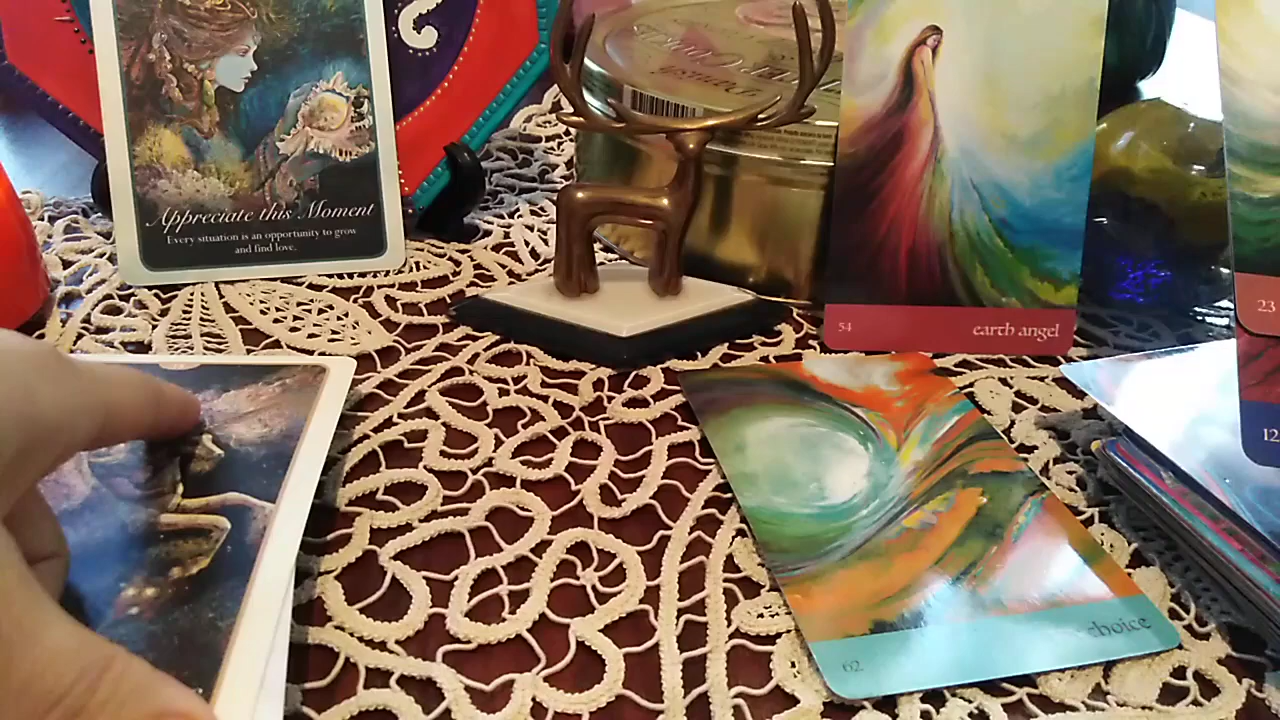 Appreciate this Moment
Every situation is an opportunity to grow
and find love.
54
earth angel
23
12
62
choice